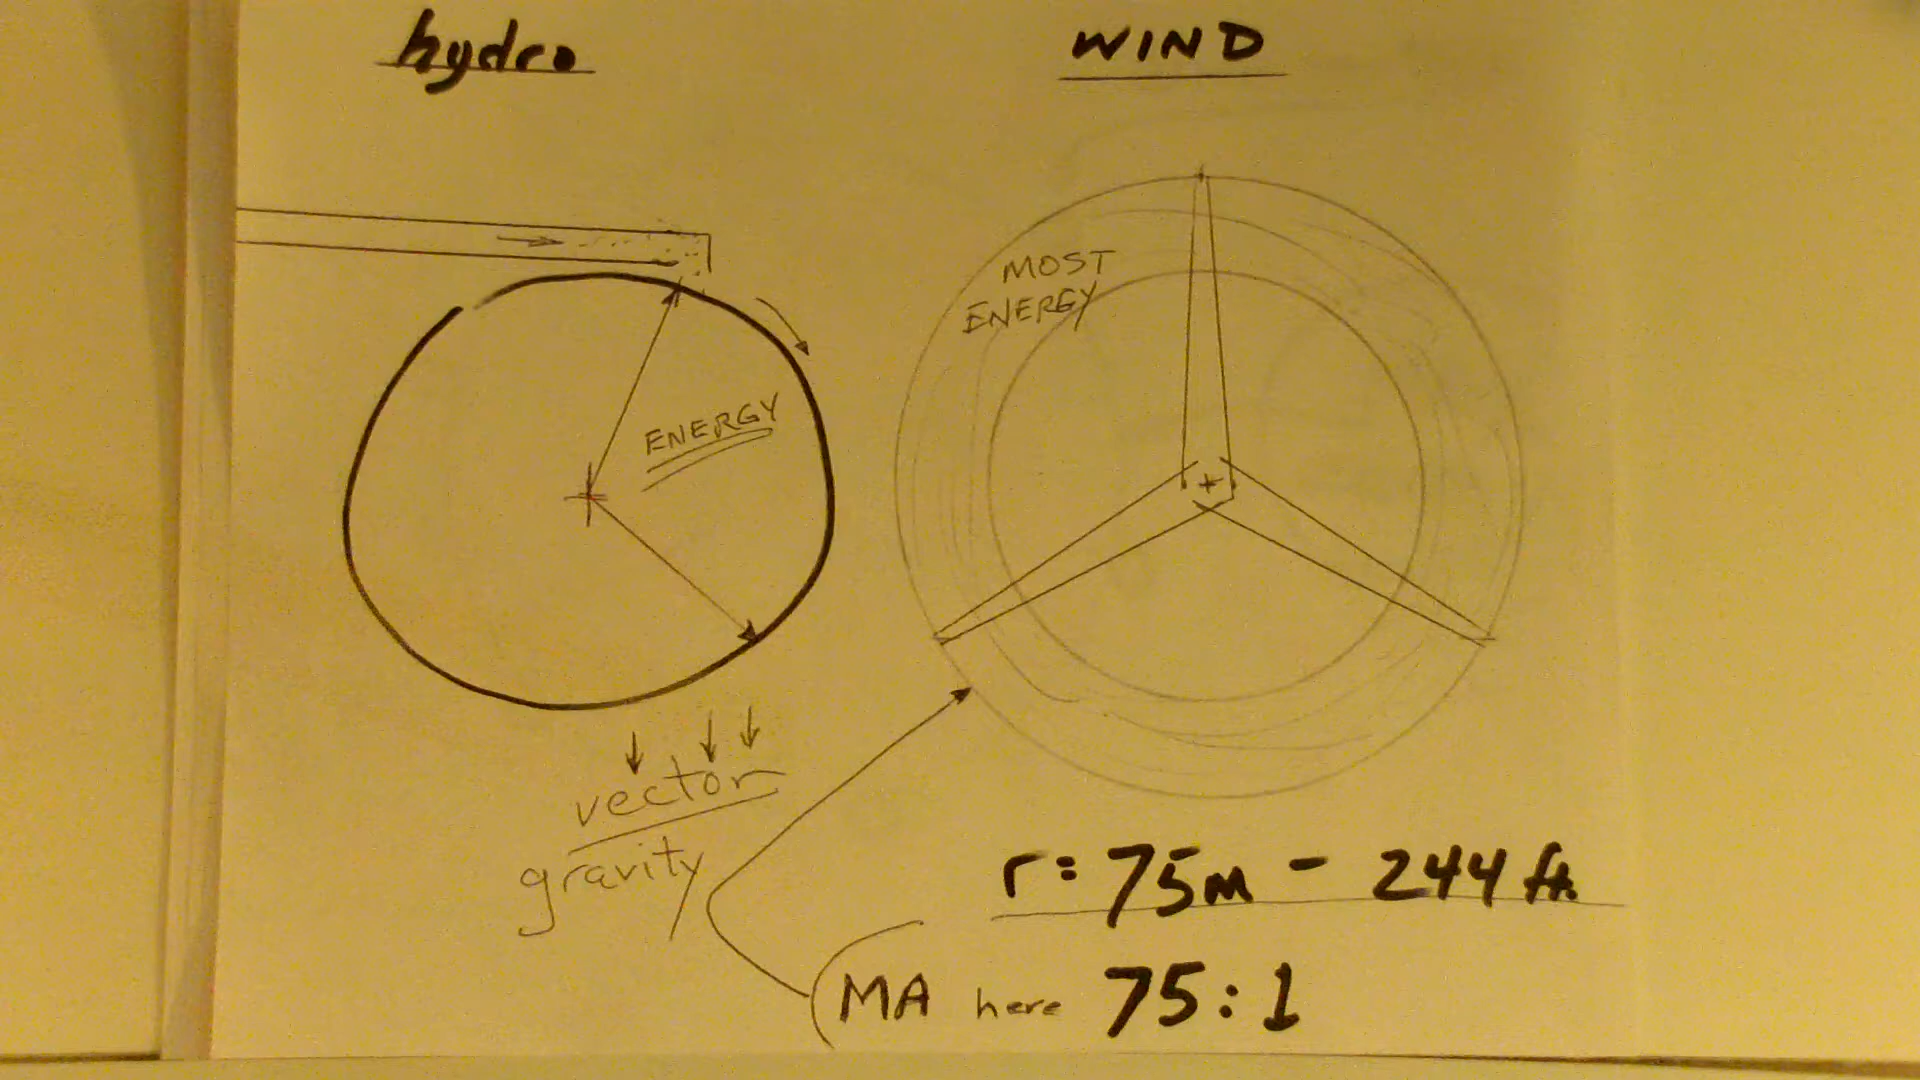 hydro
WIND
MOST
ENERGY
ENERGY
vector
gravity
r: 75M - 244 ft.
MA here 75:1